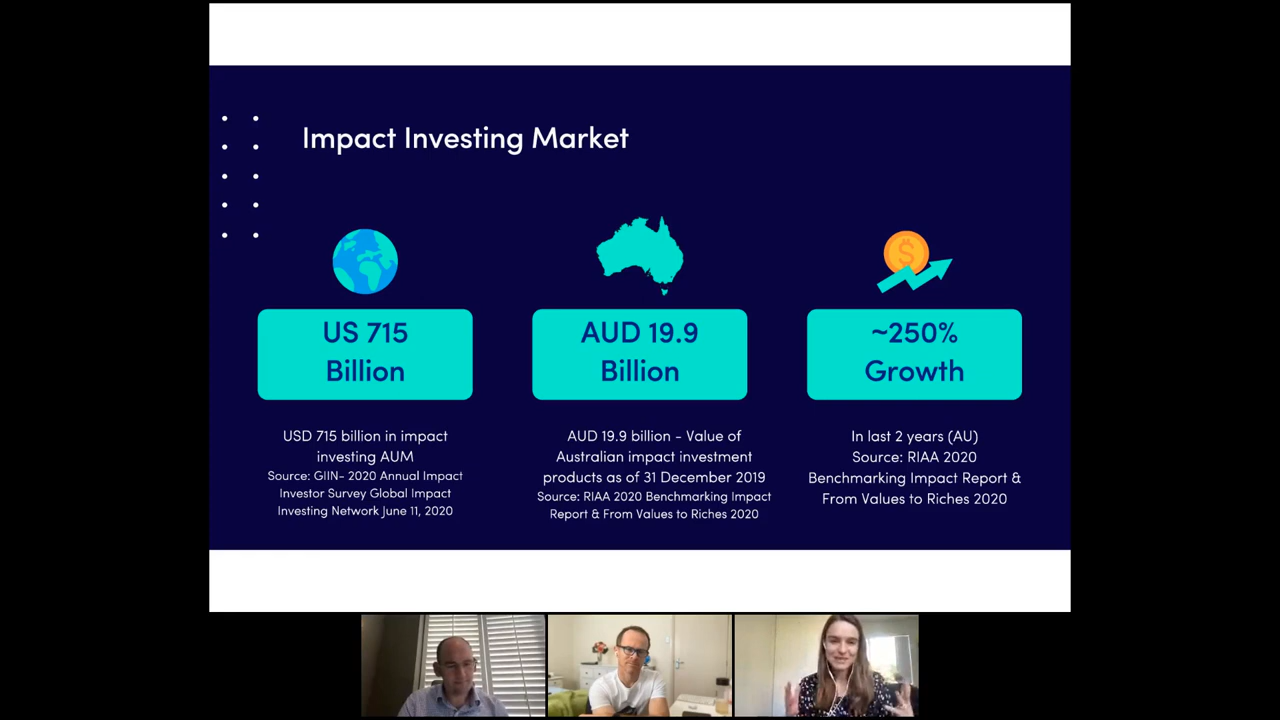 Impact Investing Market
US 715
Billion
USD 715 billion in impact
investing AUM
Source: GIIN- 2020 Annual Impact
Investor Survey Global Impact
Investing Network June 11, 2020
AUD 19.9
Billion
AUD 19.9 billion - Value of
Australian impact investment
products as of 31 December 2019
Source: RIAA 2020 Benchmarking Impact
Report & From Values to Riches 2020
~250%
Growth
In last 2 years (AU)
Source: RIAA 2020
Benchmarking Impact Report &
From Values to Riches 2020